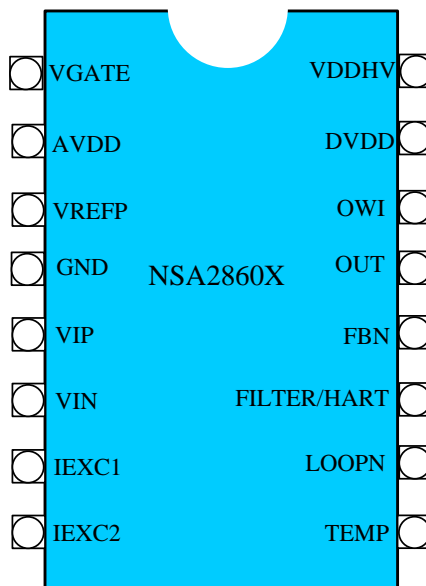 VGATE VDDHV
AVDD DVDD
VREFP OWI
GND NSA2860X OUT
VIP FBN
VIN FILTER/HART
IEXC1 LOOPN
IEXC2 TEMP